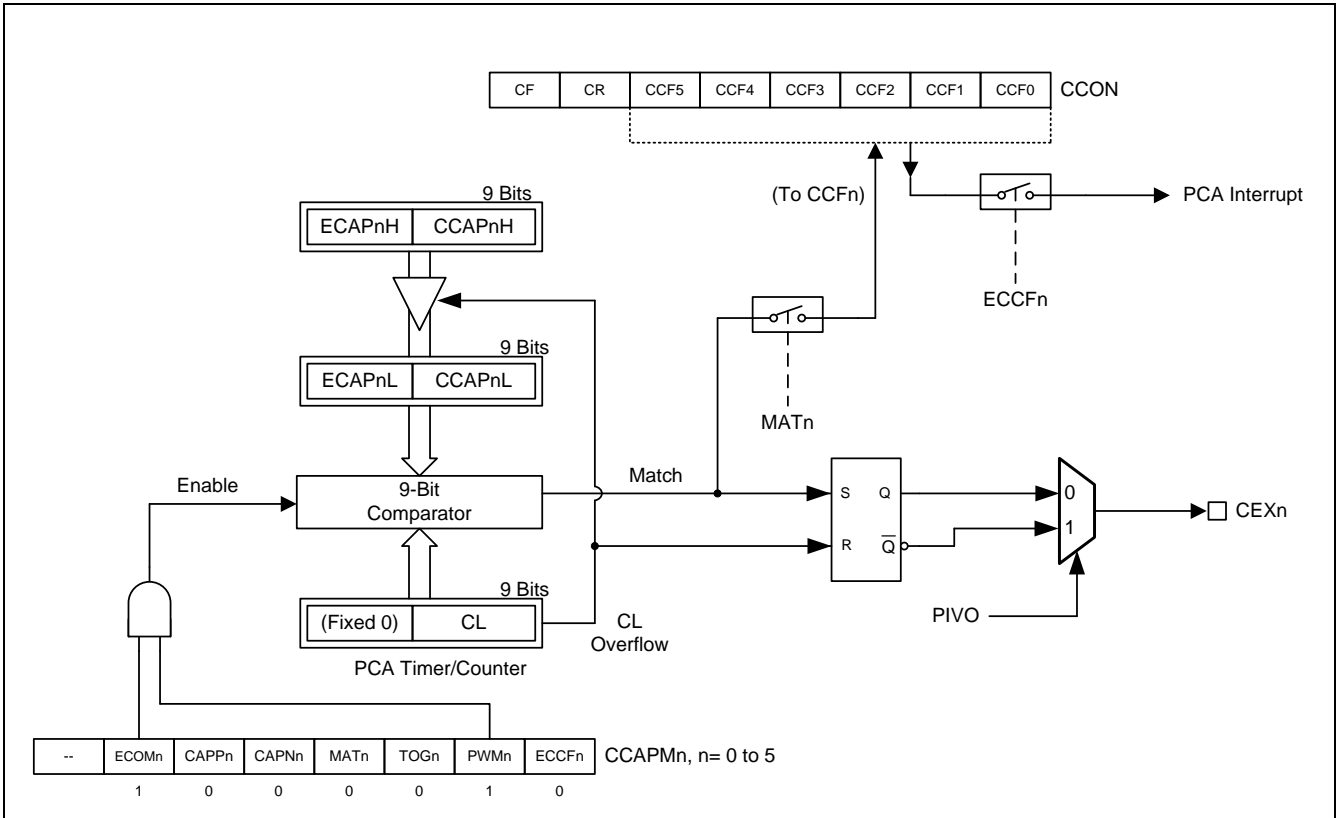 CF CR CCF5 CCF4 CCF3 CCF2 CCF1 CCF0 CCON
(To CCFn)
PCA Interrupt
ECCFn
9 Bits
ECAPnH CCAPnH
9 Bits
ECAPnL CCAPnL
MATn
Enable
9-Bit
Comparator
Match
S Q
R Q
0
1
CEXn
PIVO
9 Bits
(Fixed 0) CL
CL
Overflow
PCA Timer/Counter
-- ECOMn CAPPn CAPNn MATn TOGn PWMn ECCFn CCAPMn, n= 0 to 5
1 0 0 0 0 1 0